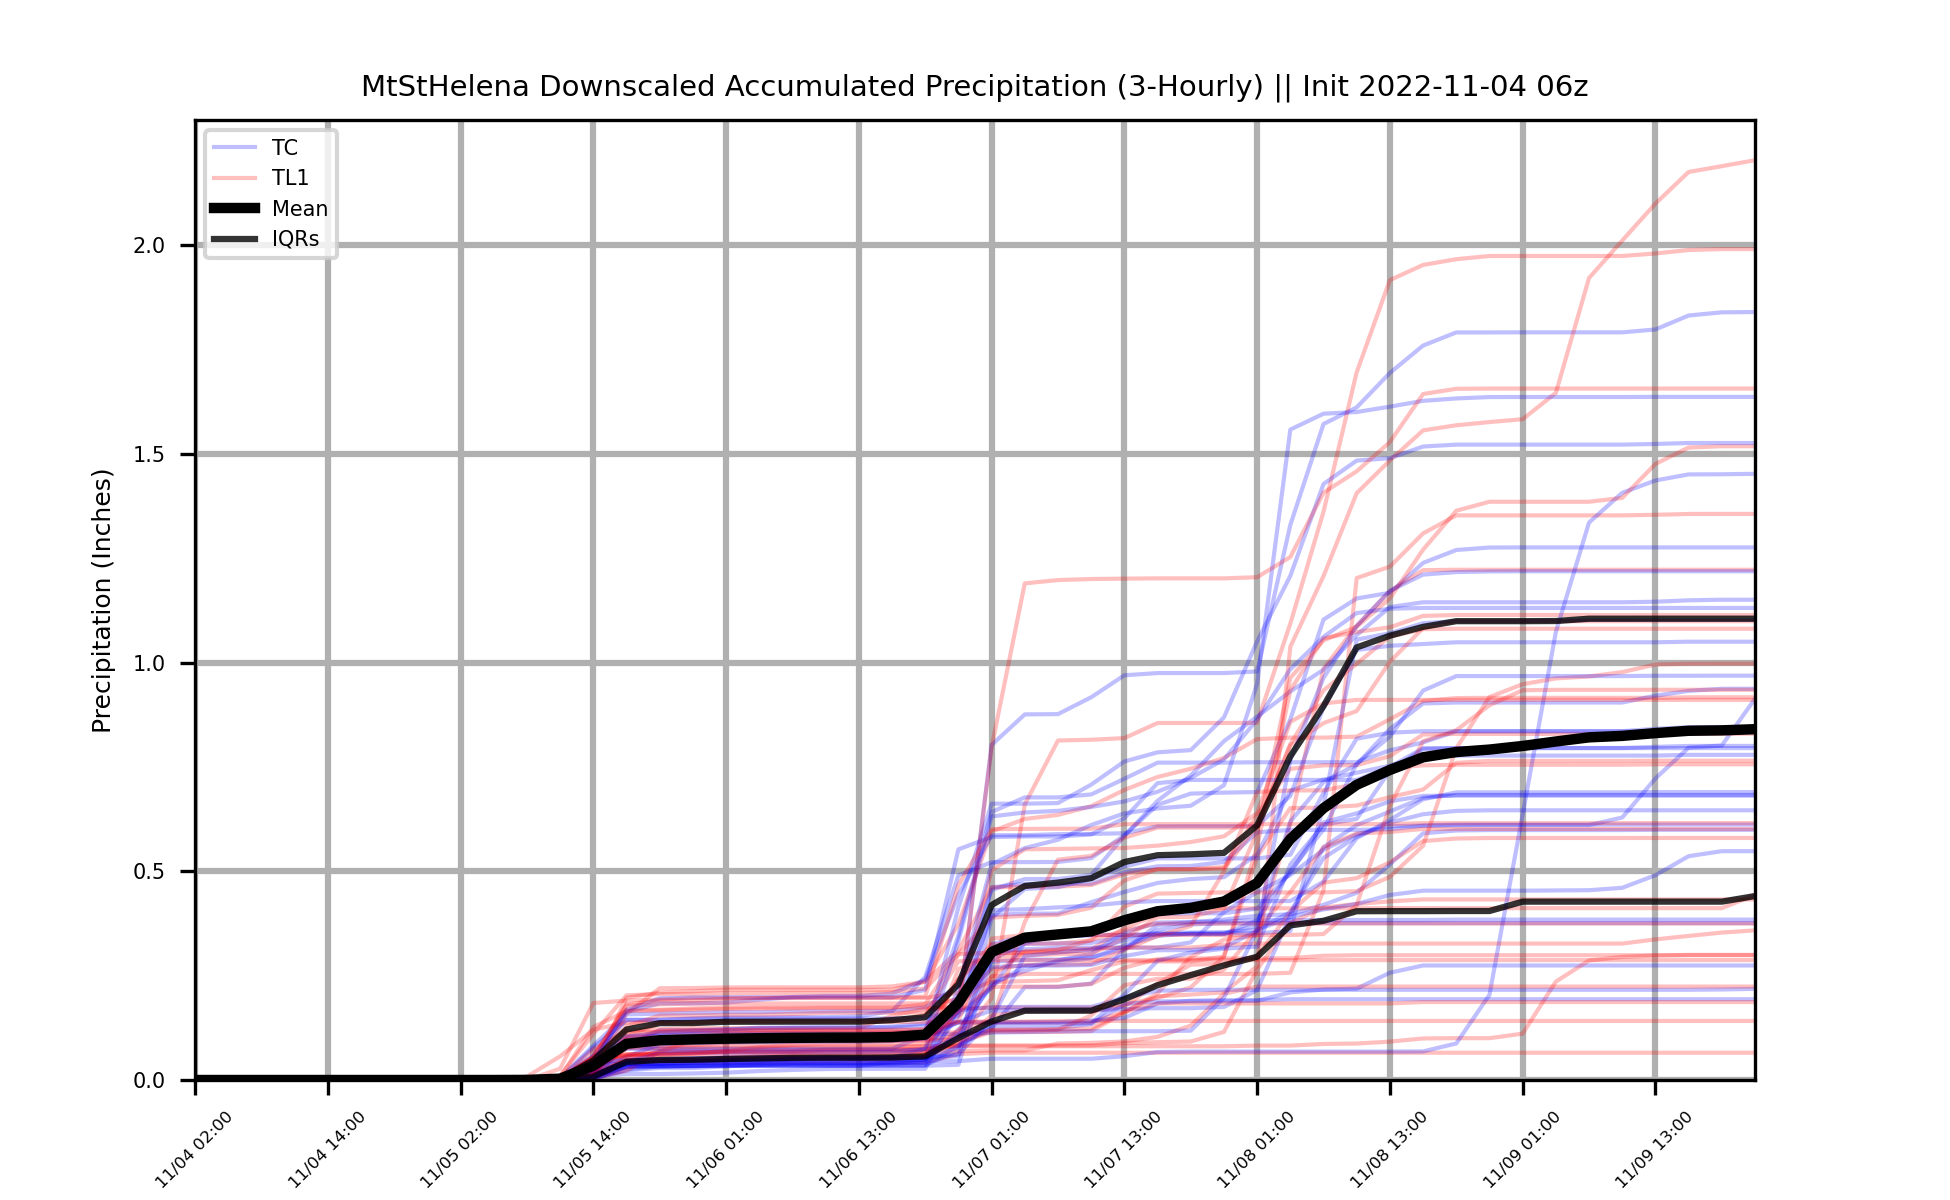 MtStHelena Downscaled Accumulated Precipitation (3-Hourly) || Init 2022-11-04 06z
TC
TL1
Mean
IQRs
Precipitation (Inches)
2.0
1.5
1.0
0.5
0.0
11/04 02:00
11/04 14:00
11/05 02:00
11/05 14:00
11/06 01:00
11/06 13:00
11/07 01:00
11/07 13:00
11/08 01:00
11/08 13:00
11/09 01:00
11/09 13:00